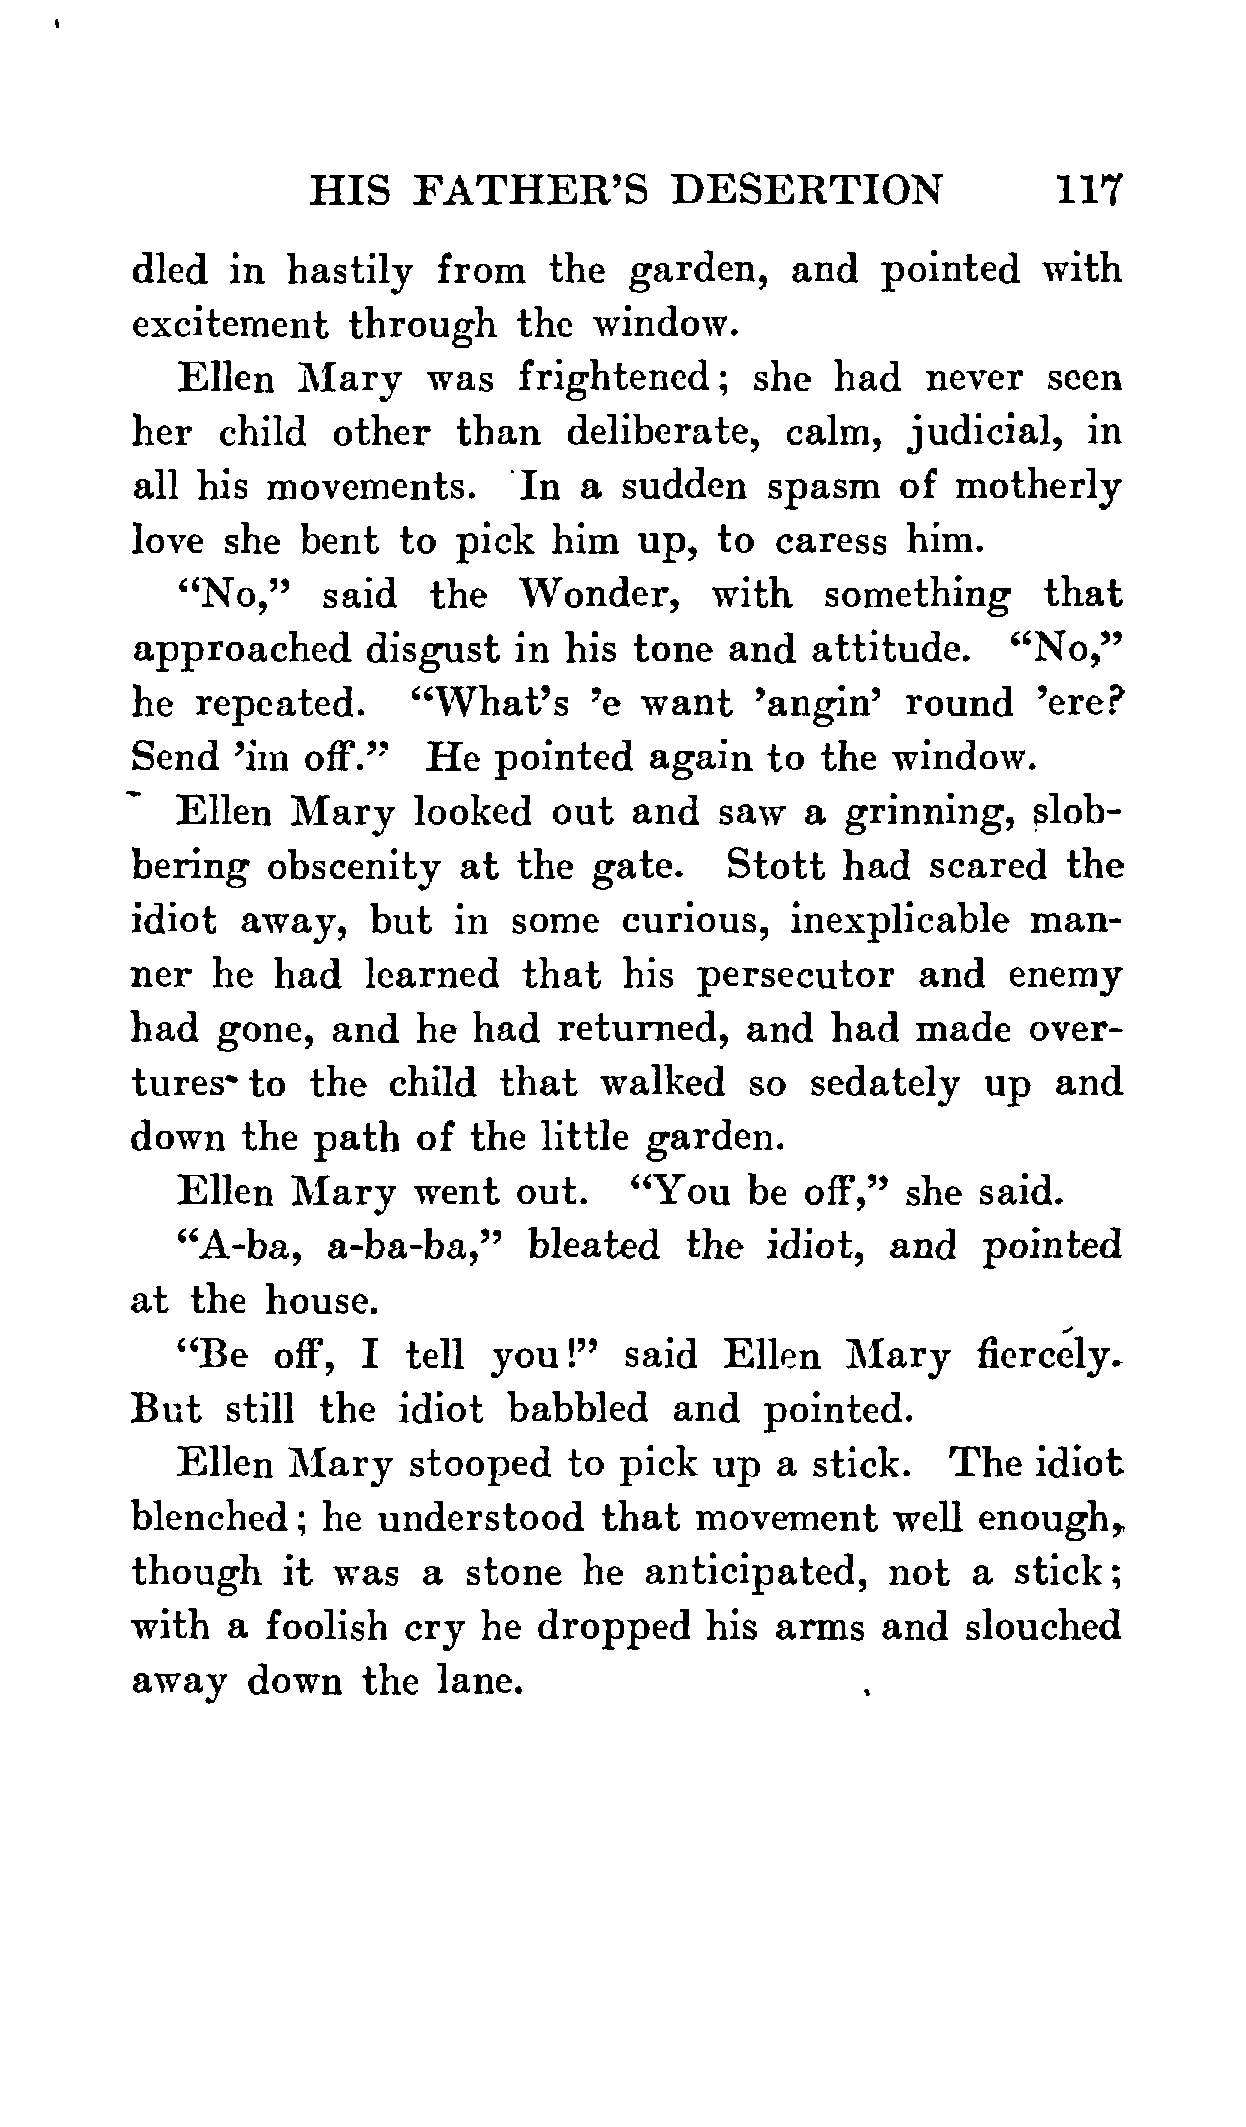 HIS FATHER'S DESERTION 117
dled in hastily from the garden, and pointed with
excitement through the window.
Ellen Mary was frightened; she had never seen
her child other than deliberate, calm, judicial, in
all his movements. In a sudden spasm of motherly
love she bent to pick him up, to caress him.
“No,” said the Wonder, with something that
approached disgust in his tone and attitude. “No,”
he repeated. “What’s ’e want ’angin’ round ’ere?
Send ’im off.” He pointed again to the window.
Ellen Mary looked out and saw a grinning, slob-
bering obscenity at the gate. Stott had scared the
idiot away, but in some curious, inexplicable man-
ner he had learned that his persecutor and enemy
had gone, and he had returned, and had made over-
tures to the child that walked so sedately up and
down the path of the little garden.
Ellen Mary went out. “You be off,” she said.
“A-ba, a-ba-ba,” bleated the idiot, and pointed
at the house.
“Be off, I tell you!” said Ellen Mary fiercely.
But still the idiot babbled and pointed.
Ellen Mary stooped to pick up a stick. The idiot
blenched; he understood that movement well enough,
though it was a stone he anticipated, not a stick;
with a foolish cry he dropped his arms and slouched
away down the lane.